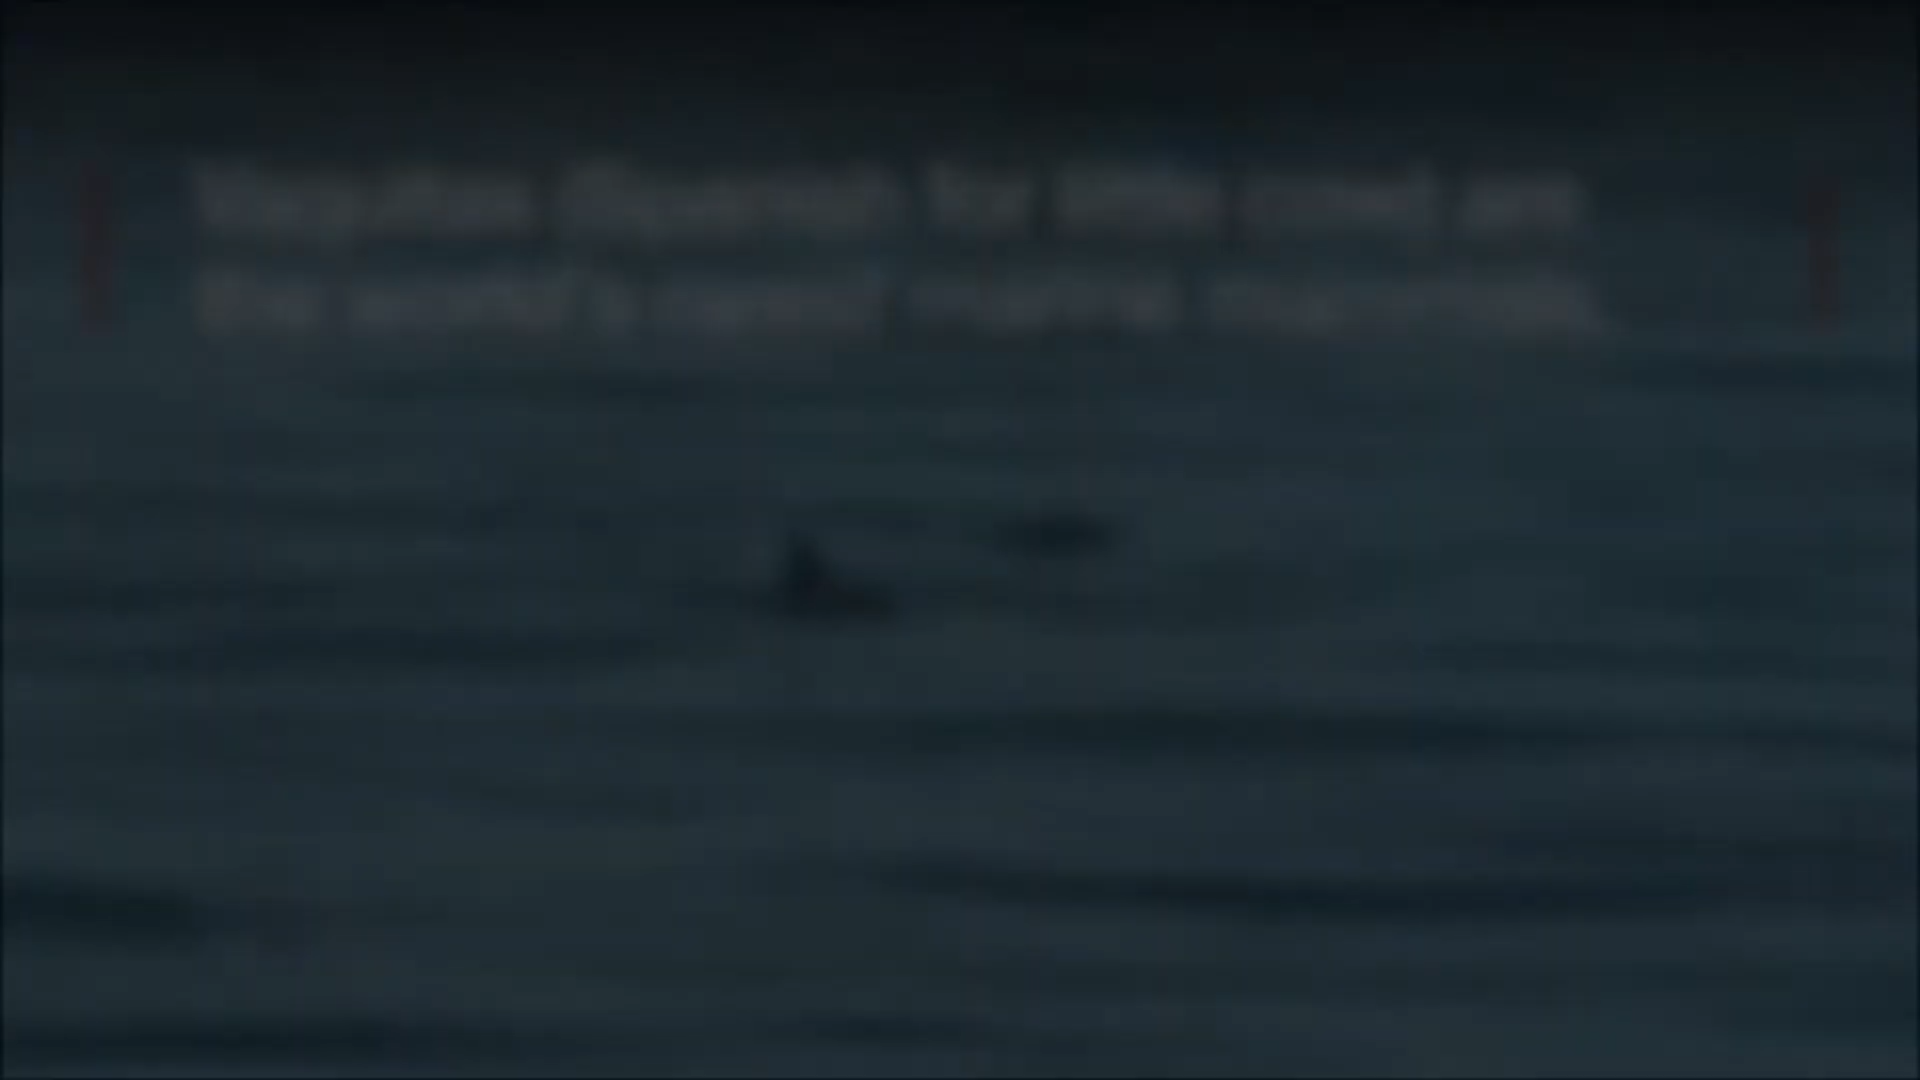 Vaquitas (Spanish for little cow) are
the world's rarest marine mammals.